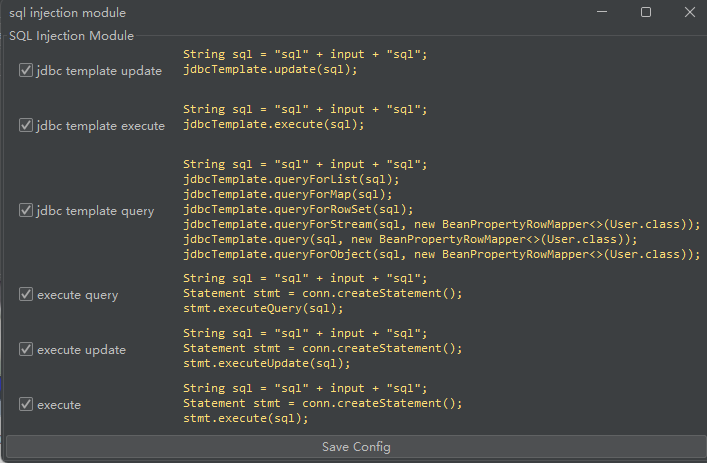 sql injection module
SQL Injection Module
String sql = "sql" + input + "sql";
jdbc template update
jdbcTemplate.update(sql);
String sql = "sql" + input + "sql";
jdbc template execute
jdbcTemplate.execute(sql);
String sql = "sql" + input + "sql";
jdbcTemplate.queryForList(sql);
jdbcTemplate.queryForMap(sql);
jdbc template query
jdbcTemplate.queryForRowSet(sql);
jdbcTemplate.queryForStream(sql, new BeanPropertyRowMapper<>(User.class));
jdbcTemplate.query(sql, new BeanPropertyRowMapper<>(User.class));
jdbcTemplate.queryForObject(sql, new BeanPropertyRowMapper<>(User.class));
String sql = "sql" + input + "sql";
execute query
Statement stmt = conn.createStatement();
stmt.executeQuery(sql);
String sql = "sql" + input + "sql";
execute update
Statement stmt = conn.createStatement();
stmt.executeUpdate(sql);
String sql = "sql" + input + "sql";
execute
Statement stmt = conn.createStatement();
stmt.execute(sql);
Save Config